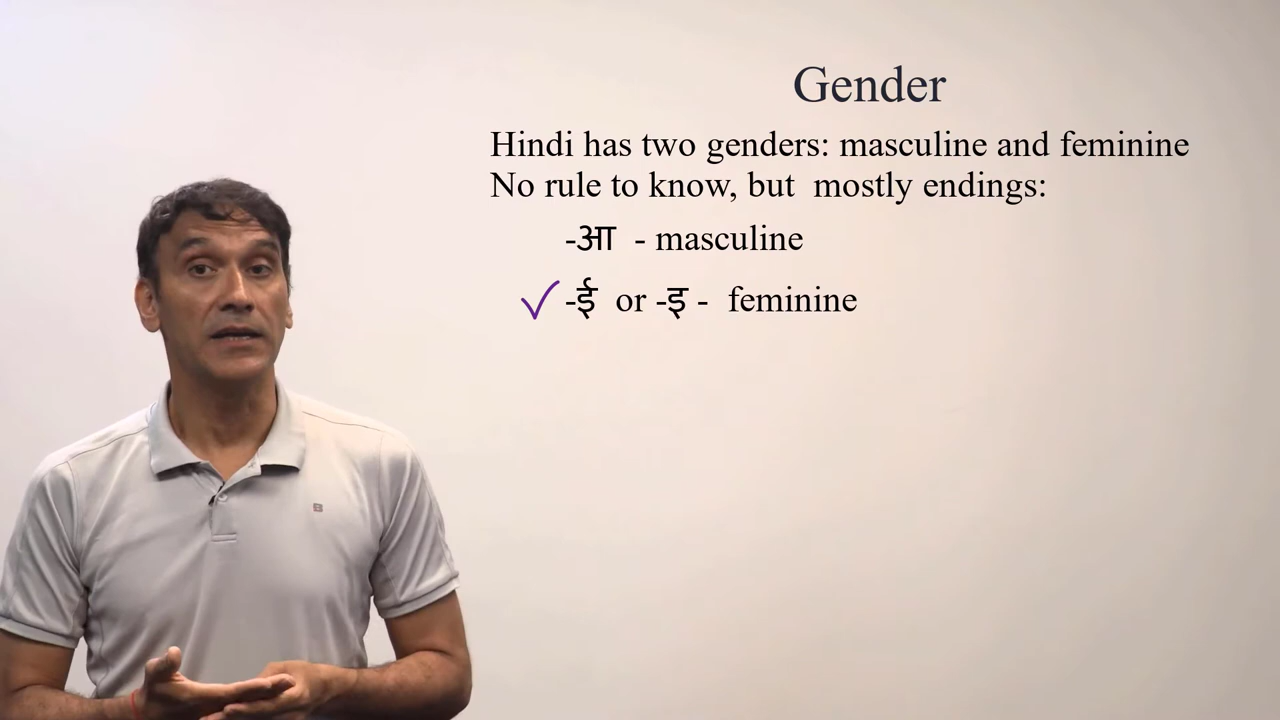 Gender
Hindi has two genders: masculine and feminine
No rule to know, but mostly endings:
-आ - masculine
-ई or -इ - feminine